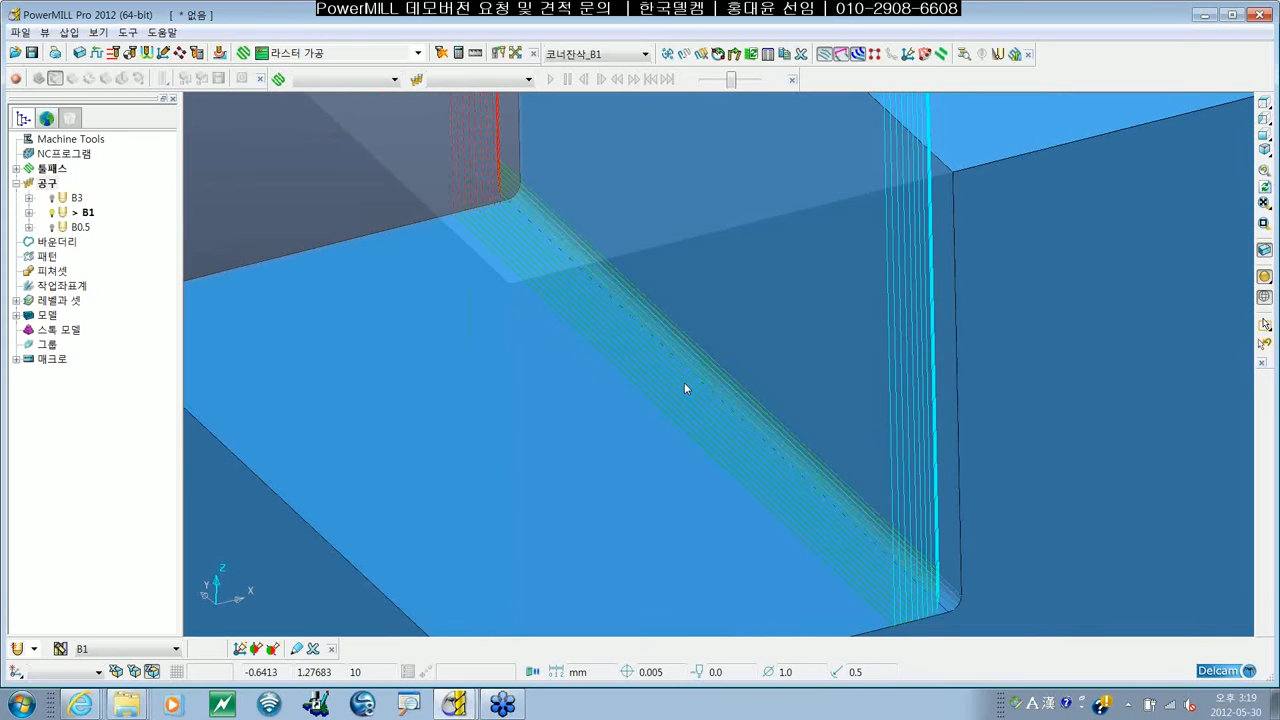 PowerMILL Pro 2012 (64-bit) [ * 없음 ]
PowerMILL 데모버전 요청 및 견적 문의 | 한국델켐 | 홍대윤 선임 | 010-2908-6608
파일 뷰 삽입 보기 도구 도움말
라스터 가공
코너잔삭_B1
Machine Tools
NC프로그램
툴패스
공구
B3
> B1
B0.5
바운더리
패턴
피쳐셋
작업좌표계
레벨과 셋
모델
스톡 모델
그룹
매크로
Z
Y
X
B1
-0.6413 1.27683 10 mm 0.005 0.0 1.0 0.5
Delcam
A 漢
오후 3:19
2012-05-30